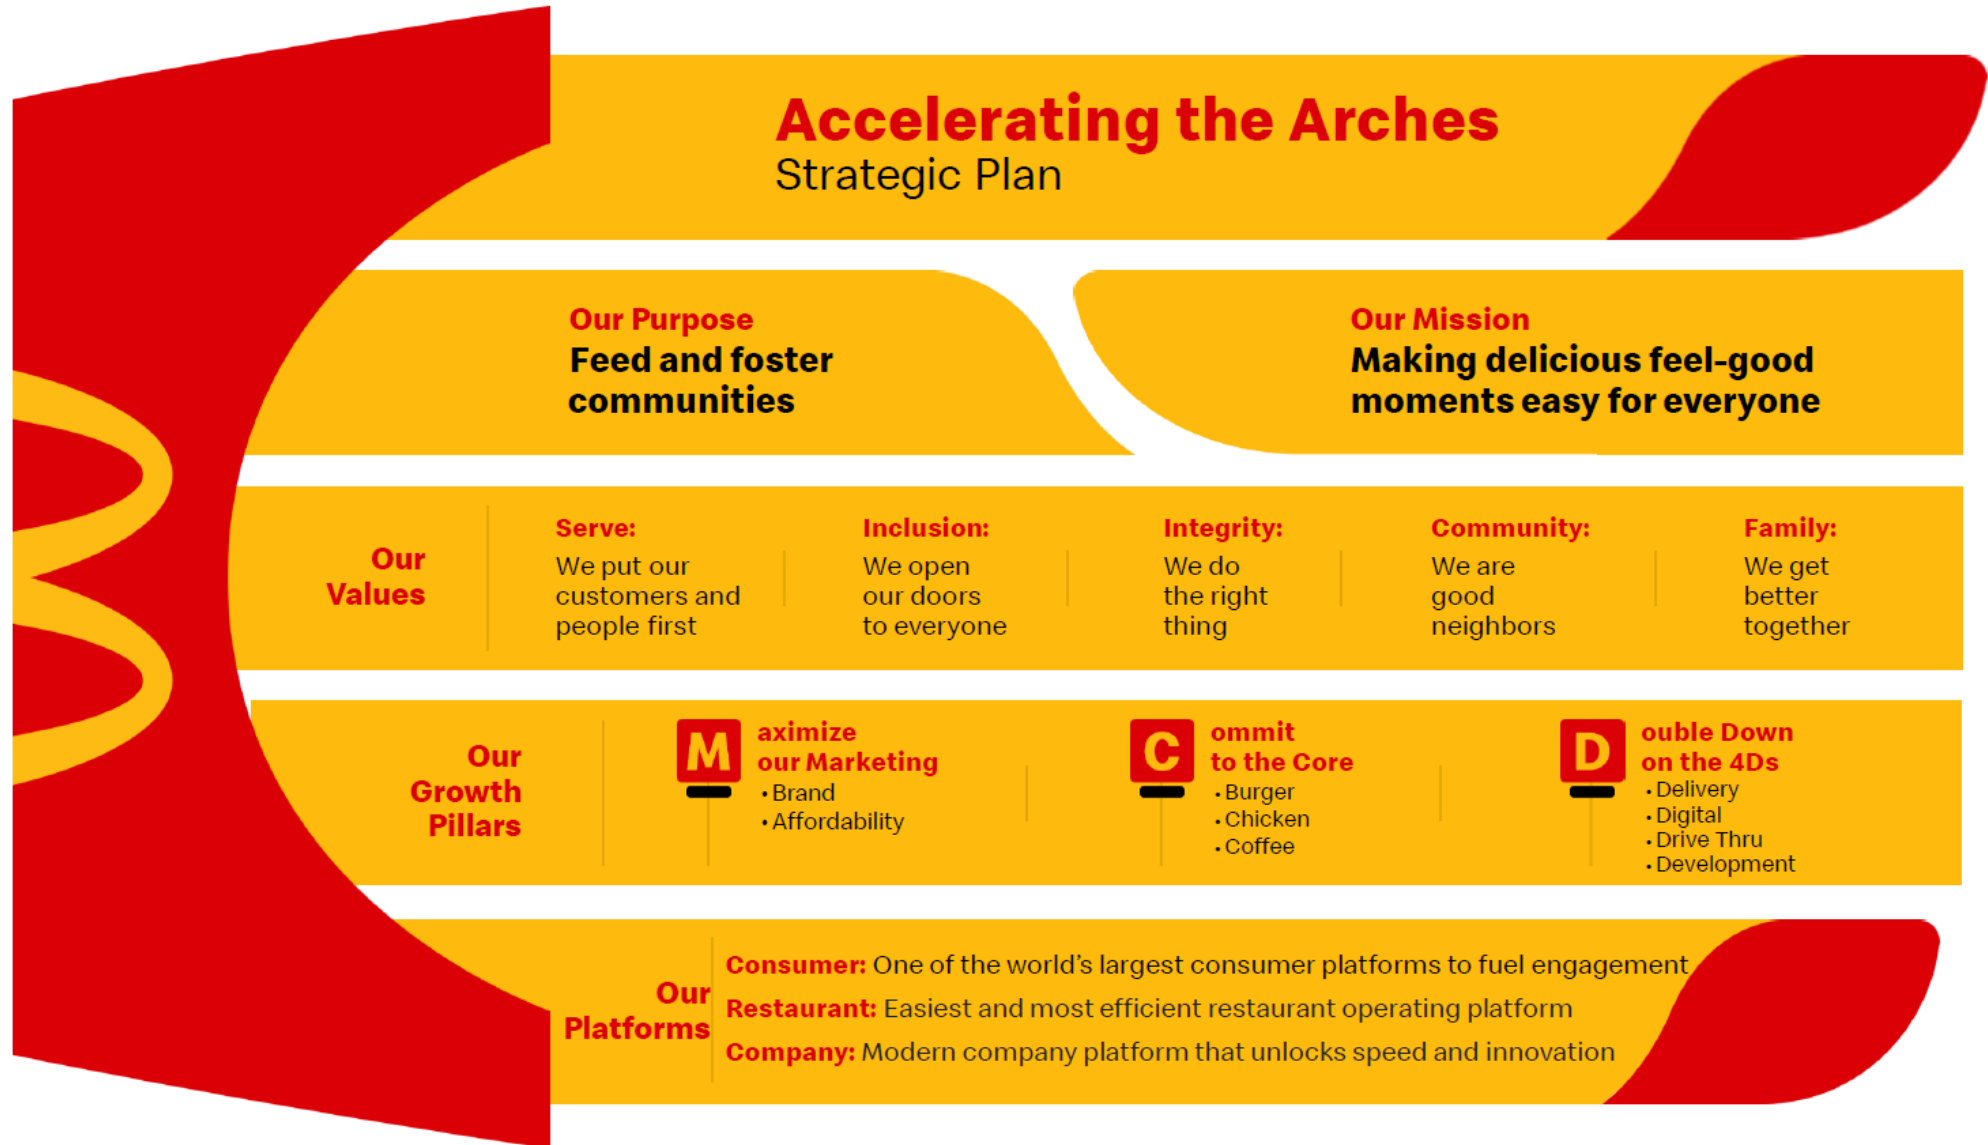 Accelerating the Arches
Strategic Plan
Our Purpose
Feed and foster
communities
Our Mission
Making delicious feel-good
moments easy for everyone
Our
Values
Serve:
We put our
customers and
people first
Inclusion:
We open
our doors
to everyone
Integrity:
We do
the right
thing
Community:
We are
good
neighbors
Family:
We get
better
together
Our
Growth
Pillars
Maximize
our Marketing
• Brand
• Affordability
Commit
to the Core
• Burger
• Chicken
• Coffee
Double Down
on the 4Ds
• Delivery
• Digital
• Drive Thru
• Development
Our
Platforms
Consumer: One of the world's largest consumer platforms to fuel engagement
Restaurant: Easiest and most efficient restaurant operating platform
Company: Modern company platform that unlocks speed and innovation